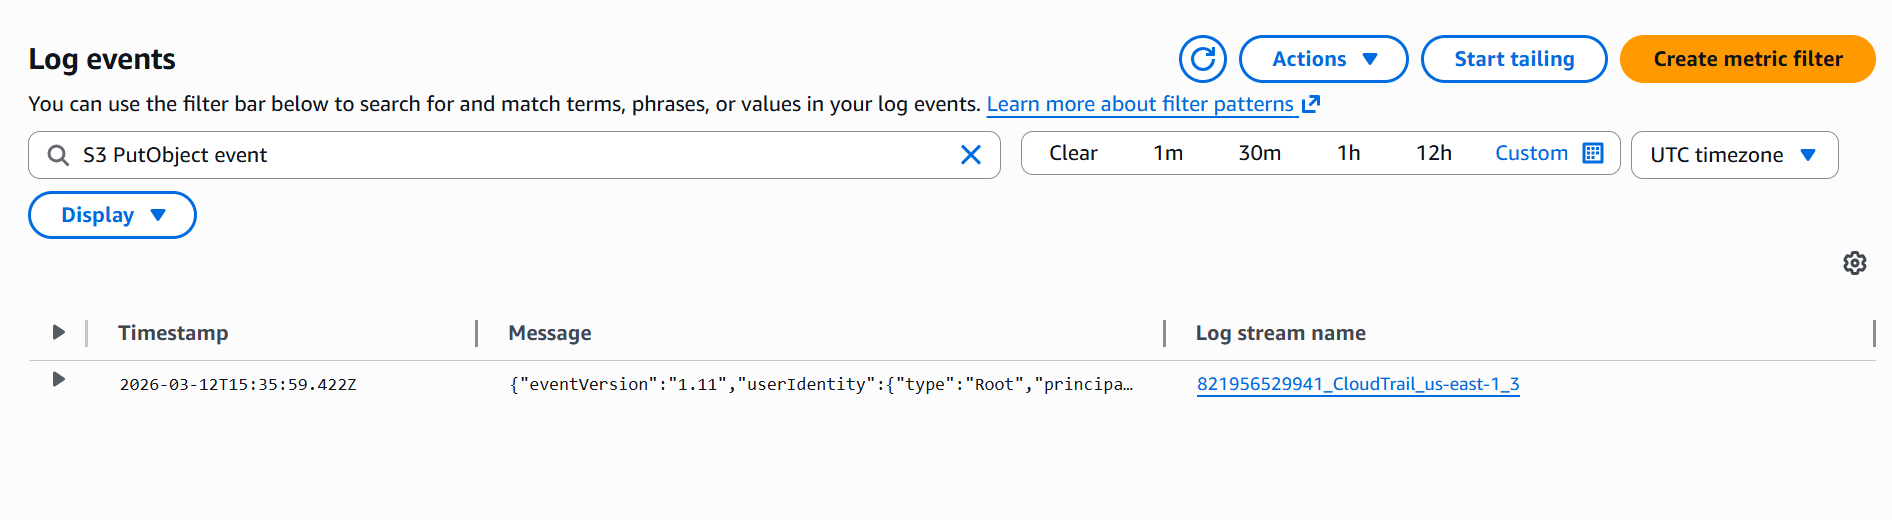 Log events
Actions
Start tailing
Create metric filter
You can use the filter bar below to search for and match terms, phrases, or values in your log events. Learn more about filter patterns
S3 PutObject event
Clear 1m 30m 1h 12h Custom
UTC timezone
Display
Timestamp Message Log stream name
2026-03-12T15:35:59.422Z {"eventVersion":"1.11","userIdentity":{"type":"Root","principa… 821956529941_CloudTrail_us-east-1_3